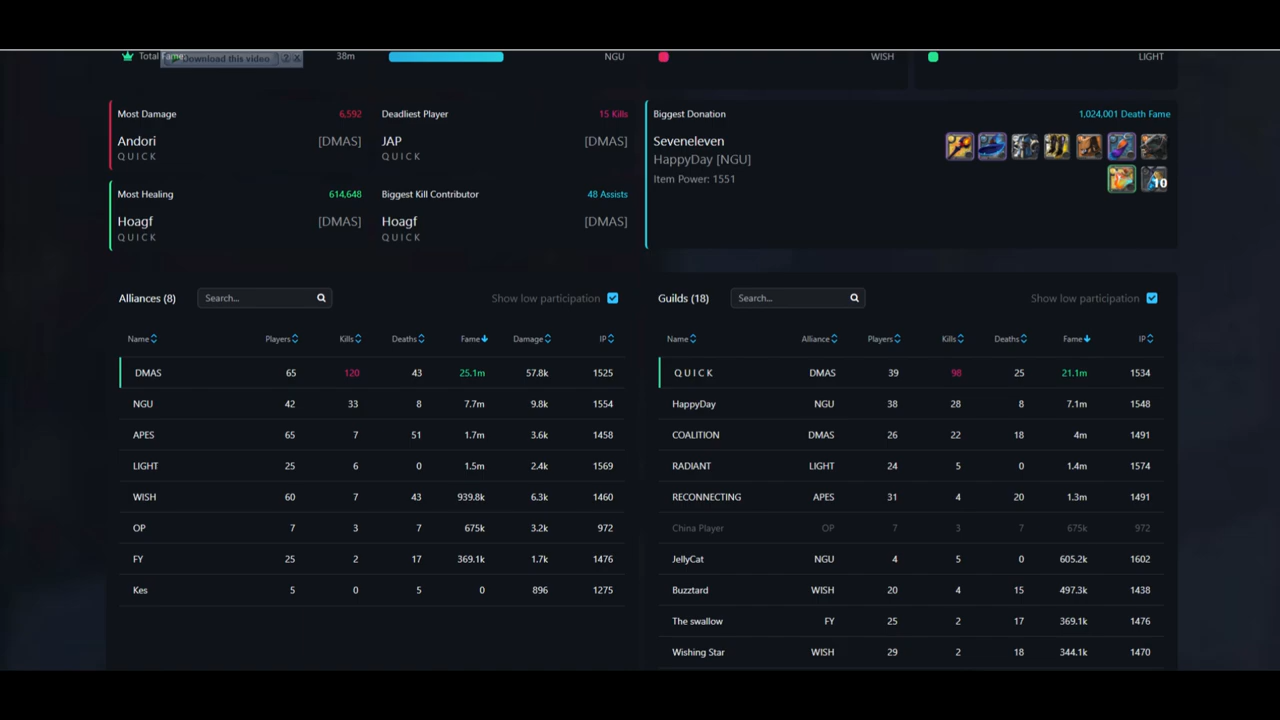 Total Fame: 38m NGU WISH LIGHT
Download this video ? X
Most Damage 6,592 Deadliest Player 15 Kills Biggest Donation 1,024,001 Death Fame
Andori [DMAS] JAP [DMAS] Seveneleven
Q U I C K Q U I C K HappyDay [NGU]
Item Power: 1551
10
Most Healing 614,648 Biggest Kill Contributor 48 Assists
Hoagf [DMAS] Hoagf [DMAS]
Q U I C K Q U I C K
Alliances (8) Search... Show low participation Guilds (18) Search... Show low participation
Name Players Kills Deaths Fame Damage IP Name Alliance Players Kills Deaths Fame IP
DMAS 65 120 43 25.1m 57.8k 1525 Q U I C K DMAS 39 98 25 21.1m 1534
NGU 42 33 8 7.7m 9.8k 1554 HappyDay NGU 38 28 8 7.1m 1548
APES 65 7 51 1.7m 3.6k 1458 COALITION DMAS 26 22 18 4m 1491
LIGHT 25 6 0 1.5m 2.4k 1569 RADIANT LIGHT 24 5 0 1.4m 1574
WISH 60 7 43 939.8k 6.3k 1460 RECONNECTING APES 31 4 20 1.3m 1491
OP 7 3 7 675k 3.2k 972 China Player OP 7 3 7 675k 972
FY 25 2 17 369.1k 1.7k 1476 JellyCat NGU 4 5 0 605.2k 1602
Kes 5 0 5 0 896 1275 Buzztard WISH 20 4 15 497.3k 1438
The swallow FY 25 2 17 369.1k 1476
Wishing Star WISH 29 2 18 344.1k 1470